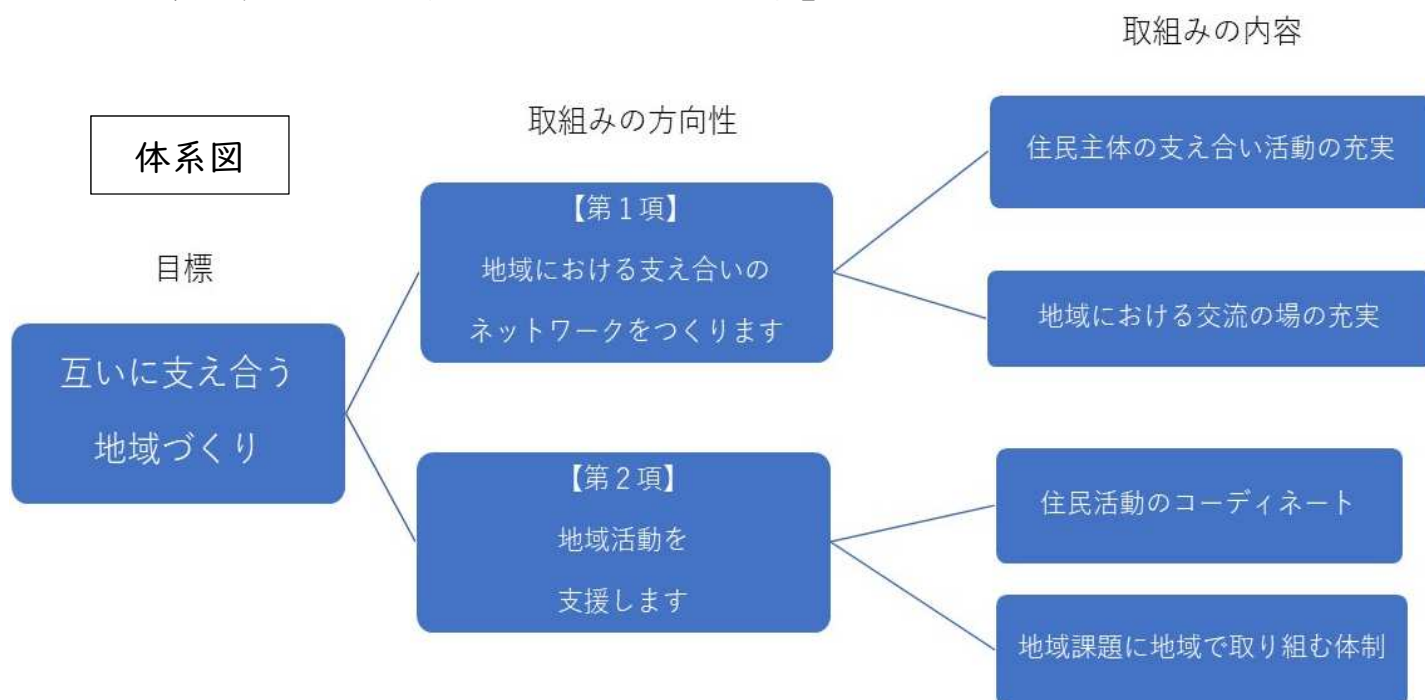 体系図
目標
互いに支え合う
地域づくり
取組みの方向性
【第１項】
地域における支え合いの
ネットワークをつくります
【第２項】
地域活動を
支援します
取組みの内容
住民主体の支え合い活動の充実
地域における交流の場の充実
住民活動のコーディネート
地域課題に地域で取り組む体制